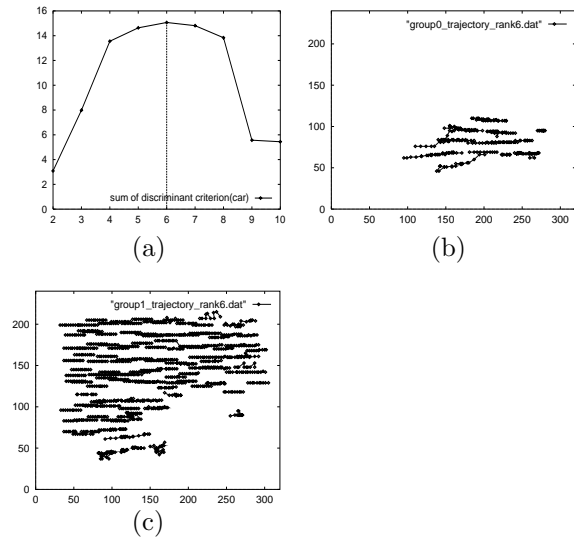 16
14
12
10
8
6
4
2
0
2 3 4 5 6 7 8 9 10
sum of discriminant criterion(car)
(a)
200
150
100
50
0
0 50 100 150 200 250 300
"group0_trajectory_rank6.dat"
(b)
200
150
100
50
0
0 50 100 150 200 250 300
"group1_trajectory_rank6.dat"
(c)